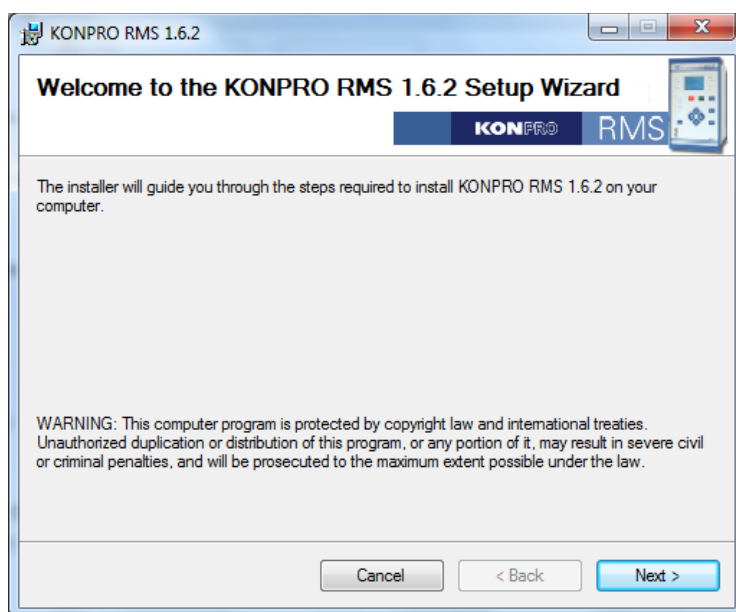 KONPRO RMS 1.6.2
Welcome to the KONPRO RMS 1.6.2 Setup Wizard
KONPRO RMS
The installer will guide you through the steps required to install KONPRO RMS 1.6.2 on your
computer.
WARNING: This computer program is protected by copyright law and international treaties.
Unauthorized duplication or distribution of this program, or any portion of it, may result in severe civil
or criminal penalties, and will be prosecuted to the maximum extent possible under the law.
Cancel < Back Next >